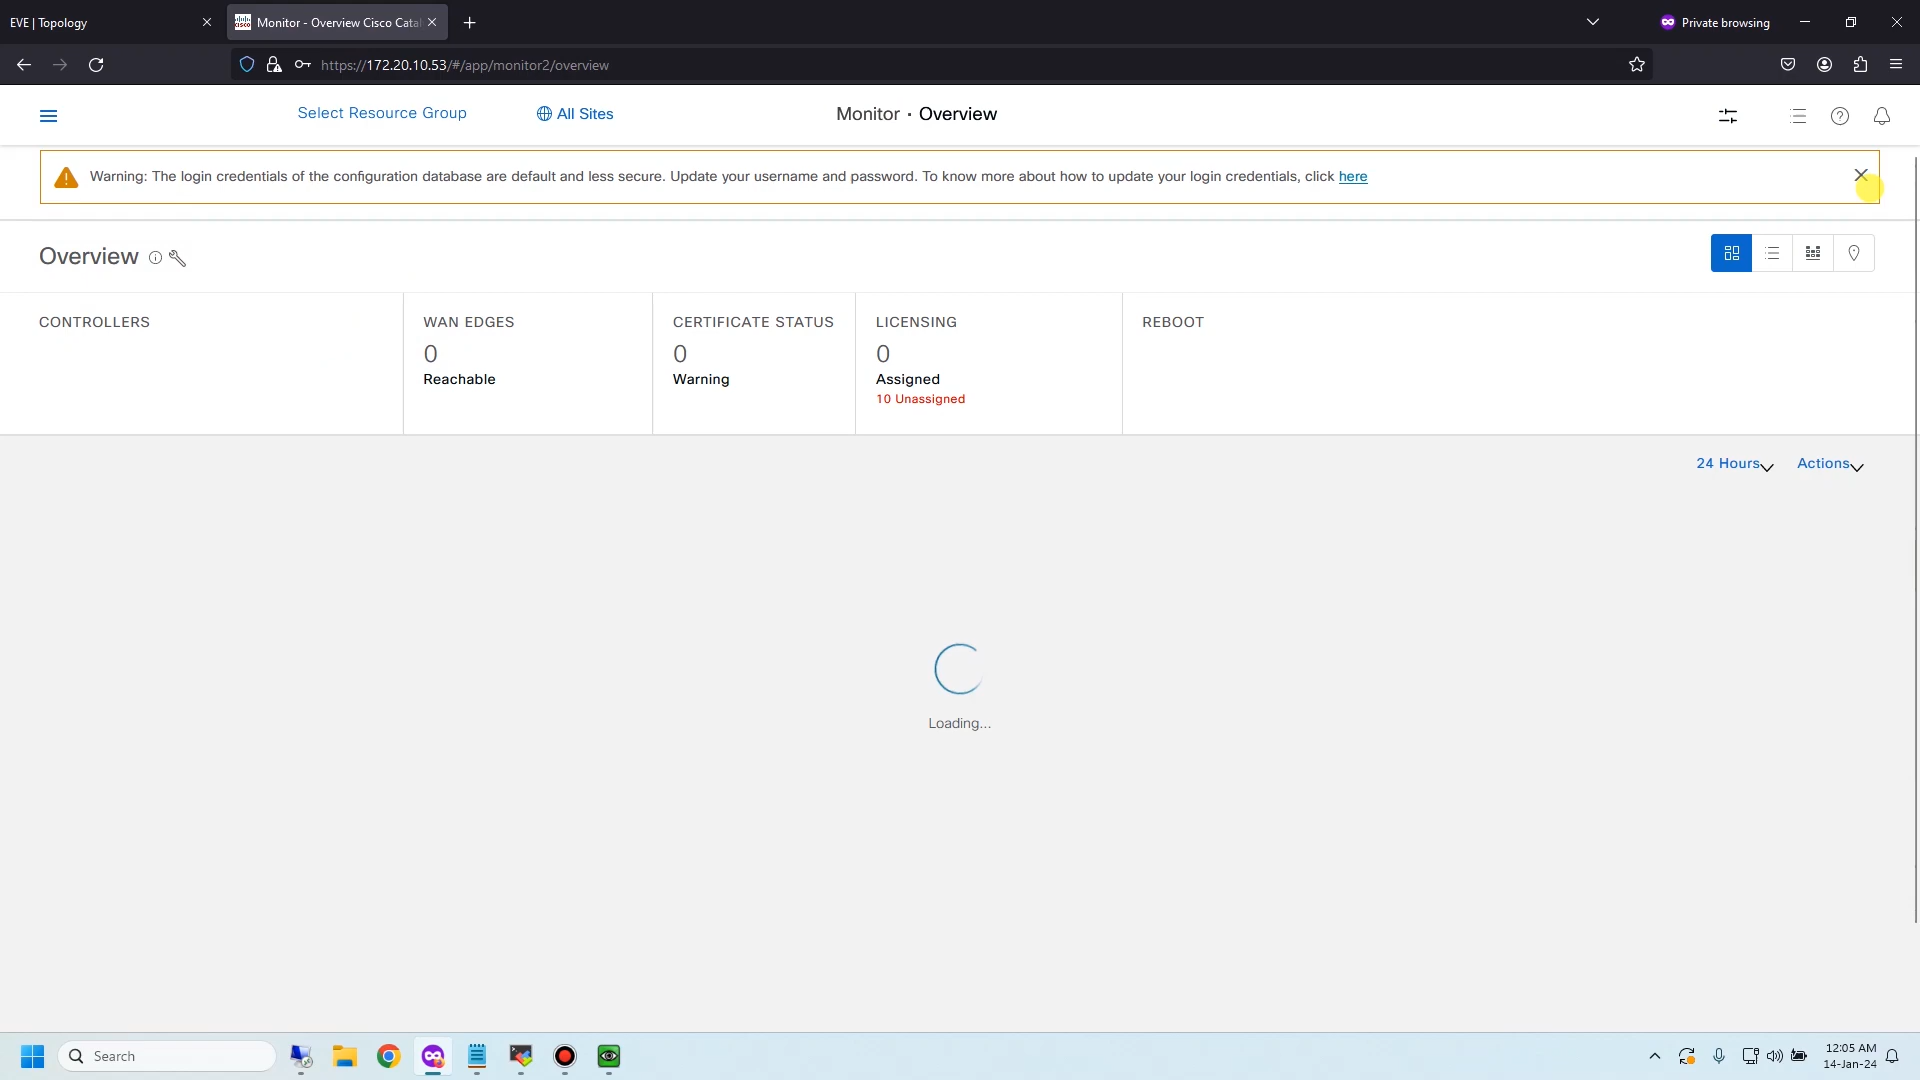 EVE | Topology
Monitor - Overview Cisco Catal
Private browsing
https://172.20.10.53/#/app/monitor2/overview
Select Resource Group
All Sites
Monitor · Overview
Warning: The login credentials of the configuration database are default and less secure. Update your username and password. To know more about how to update your login credentials, click here
Overview
CONTROLLERS
WAN EDGES
0
Reachable
CERTIFICATE STATUS
0
Warning
LICENSING
0
Assigned
10 Unassigned
REBOOT
24 Hours
Actions
Loading...
Search
12:05 AM
14-Jan-24